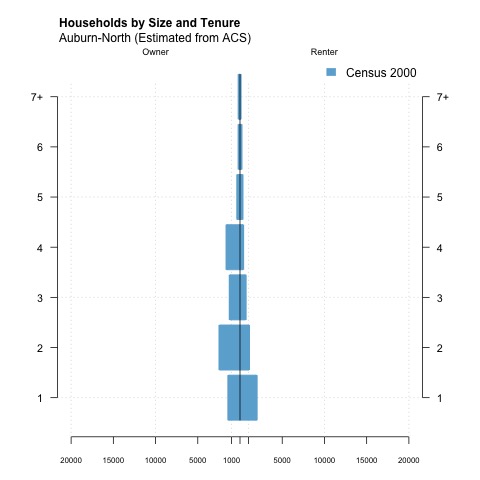 Households by Size and Tenure
Auburn-North (Estimated from ACS)
Owner Renter
Census 2000
7+ 7+
6 6
5 5
4 4
3 3
2 2
1 1
20000 15000 10000 5000 1000 5000 10000 15000 20000